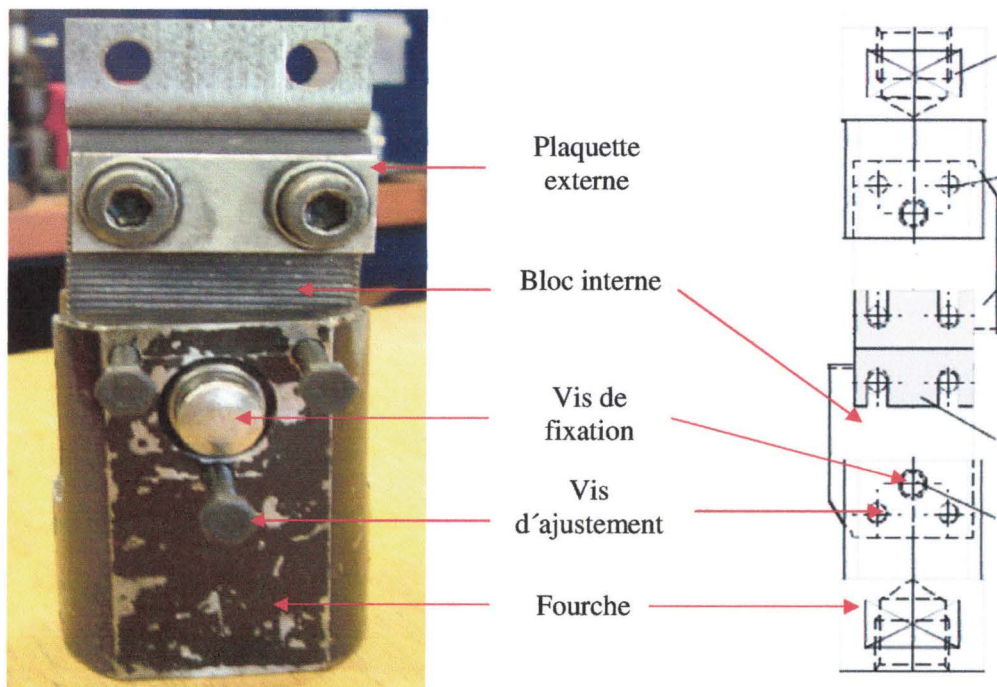 Plaquette
externe
Bloc interne
Vis de
fixation
Vis
d´ajustement
Fourche